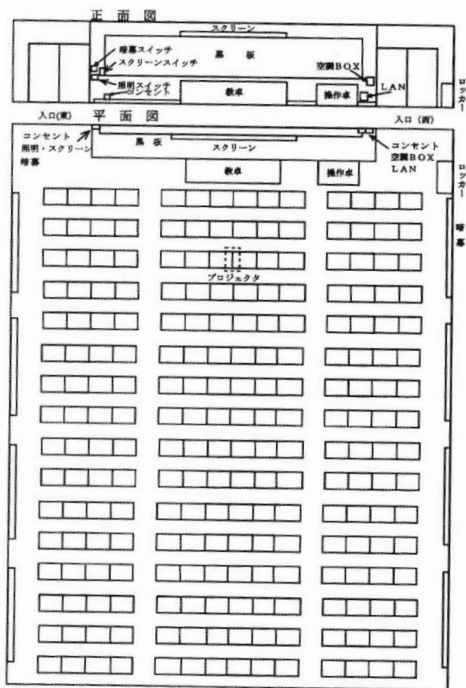 正面図
スクリーン
暗幕スイッチ
スクリーンスイッチ
黒板
空調BOX
照明スイッチ
コンセント
教卓
操作卓
LAN
ロッカー
入口(東)
平面図
入口(西)
コンセント
照明・スクリーン
暗幕
黒板
スクリーン
コンセント
空調BOX
LAN
教卓
操作卓
ロッカー
暗幕
プロジェクタ